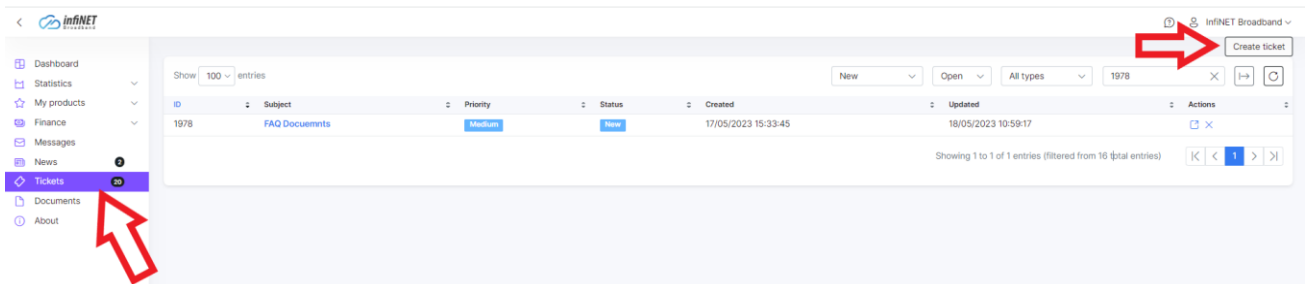 infiNET
Broadband
InfiNET Broadband
Create ticket
Dashboard
Statistics
My products
Finance
Messages
News 2
Tickets 20
Documents
About
Show 100 entries
New Open All types 1978
ID Subject Priority Status Created Updated Actions
1978 FAQ Docuemnts Medium New 17/05/2023 15:33:45 18/05/2023 10:59:17
Showing 1 to 1 of 1 entries (filtered from 16 total entries) 1